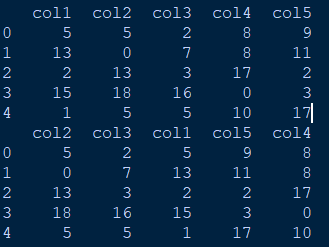 col1 col2 col3 col4 col5
0 5 5 2 8 9
1 13 0 7 8 11
2 2 13 3 17 2
3 15 18 16 0 3
4 1 5 5 10 17
col2 col3 col1 col5 col4
0 5 2 5 9 8
1 0 7 13 11 8
2 13 3 2 2 17
3 18 16 15 3 0
4 5 5 1 17 10